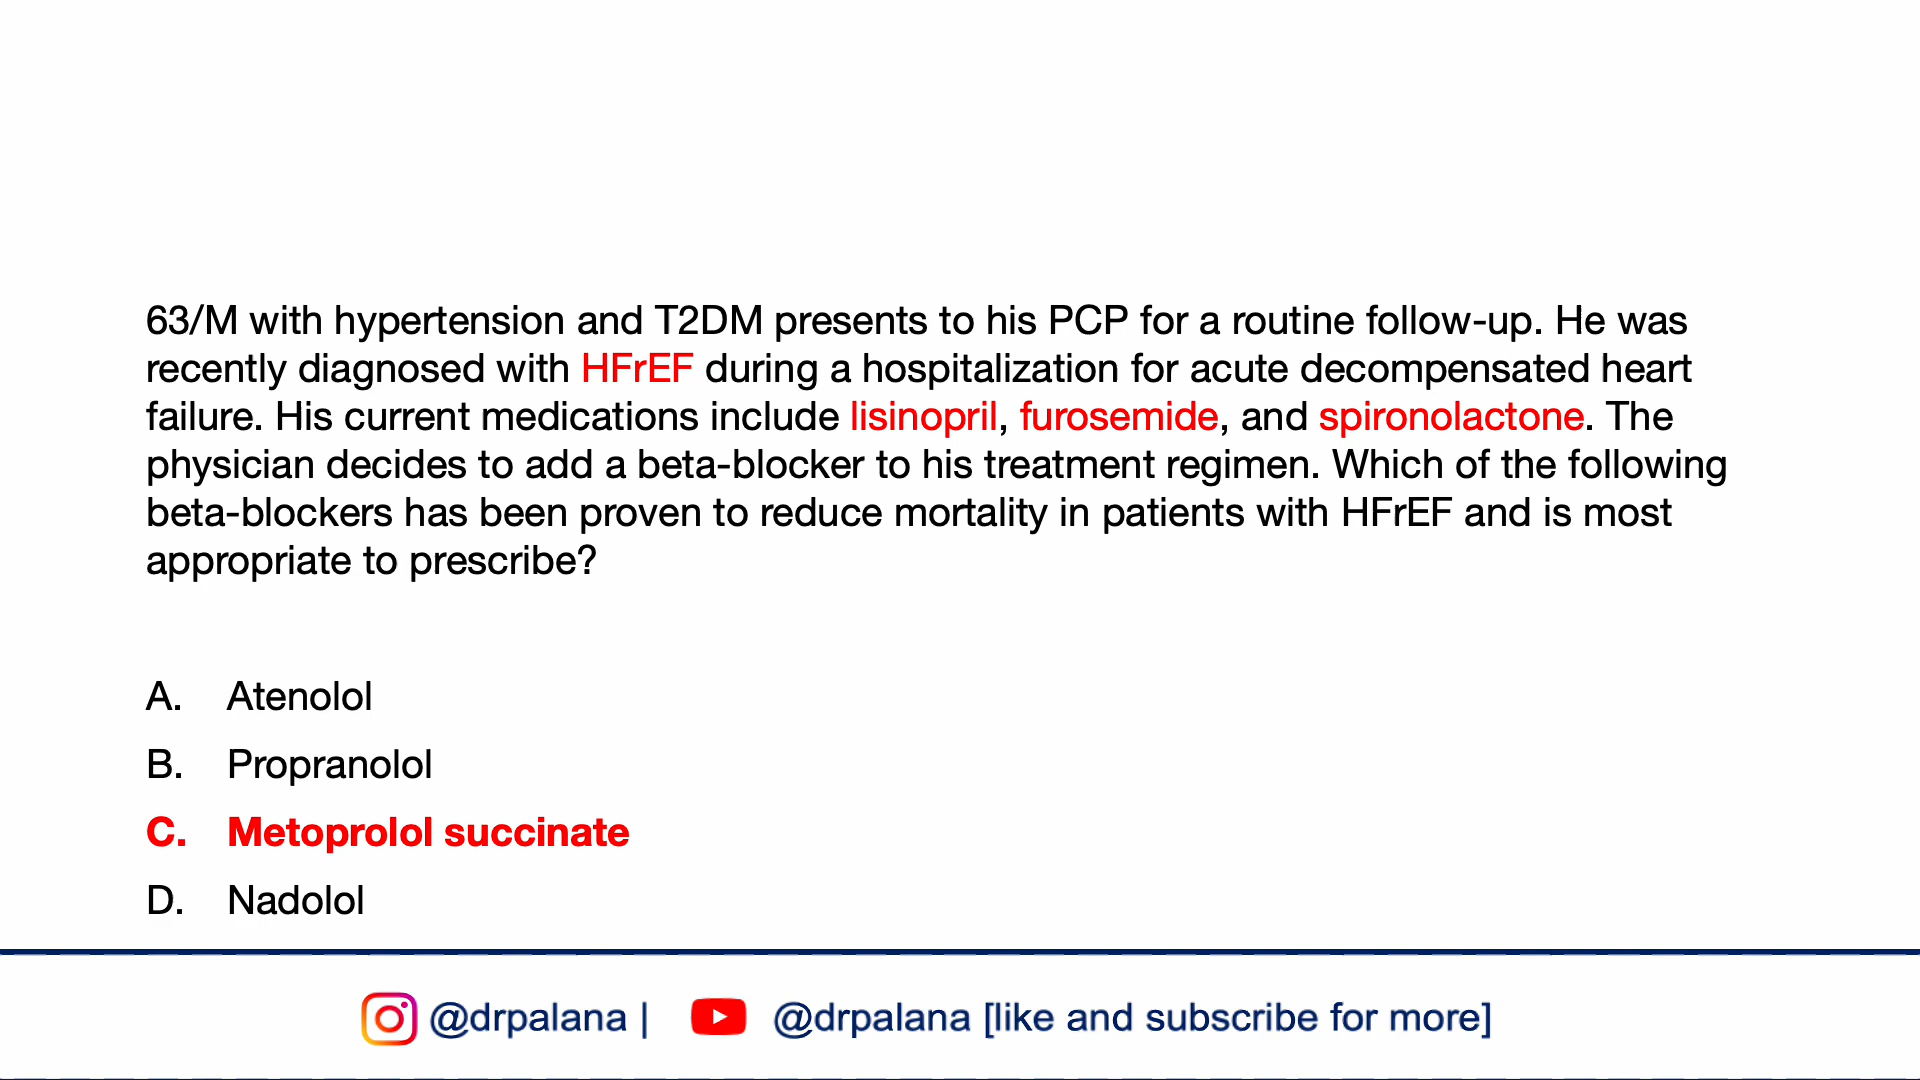 63/M with hypertension and T2DM presents to his PCP for a routine follow-up. He was
recently diagnosed with HFrEF during a hospitalization for acute decompensated heart
failure. His current medications include lisinopril, furosemide, and spironolactone. The
physician decides to add a beta-blocker to his treatment regimen. Which of the following
beta-blockers has been proven to reduce mortality in patients with HFrEF and is most
appropriate to prescribe?
A. Atenolol
B. Propranolol
C. Metoprolol succinate
D. Nadolol
@drpalana | @drpalana [like and subscribe for more]